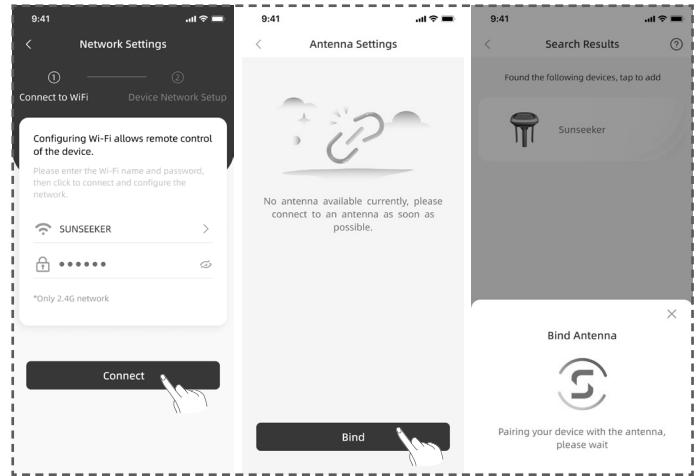 9:41
Network Settings
1
2
Connect to WiFi
Device Network Setup
Configuring Wi-Fi allows remote control
of the device.
Please enter the Wi-Fi name and password,
then click to connect and configure the
network.
SUNSEEKER
*Only 2.4G network
Connect
9:41
Antenna Settings
No antenna available currently, please
connect to an antenna as soon as
possible.
Bind
9:41
Search Results
?
Found the following devices, tap to add
Sunseeker
Bind Antenna
S
Pairing your device with the antenna,
please wait